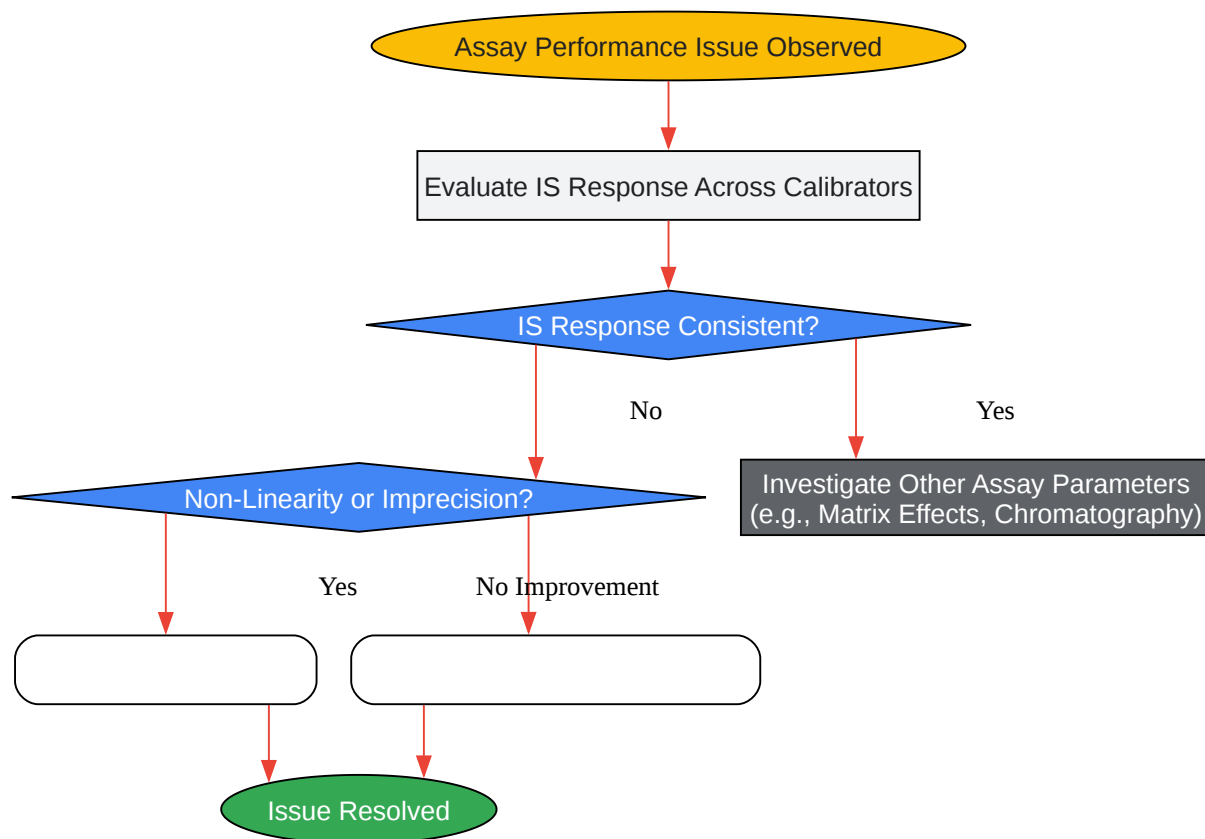 Assay Performance Issue Observed
Evaluate IS Response Across Calibrators
IS Response Consistent?
No
Yes
Non-Linearity or Imprecision?
Investigate Other Assay Parameters
(e.g., Matrix Effects, Chromatography)
Yes
No Improvement
Issue Resolved